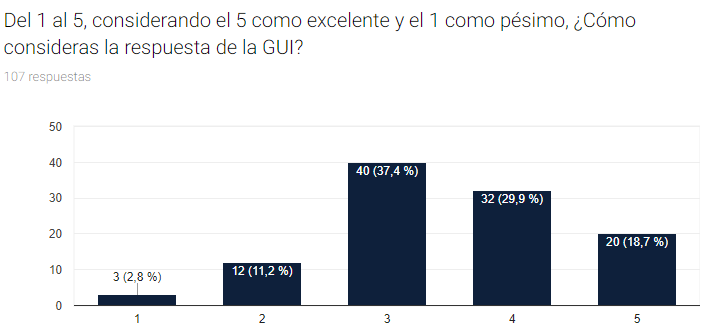 Del 1 al 5, considerando el 5 como excelente y el 1 como pésimo, ¿Cómo
consideras la respuesta de la GUI?
107 respuestas
50
40
30
20
10
0
3 (2,8 %)
12 (11,2 %)
40 (37,4 %)
32 (29,9 %)
20 (18,7 %)
1 2 3 4 5